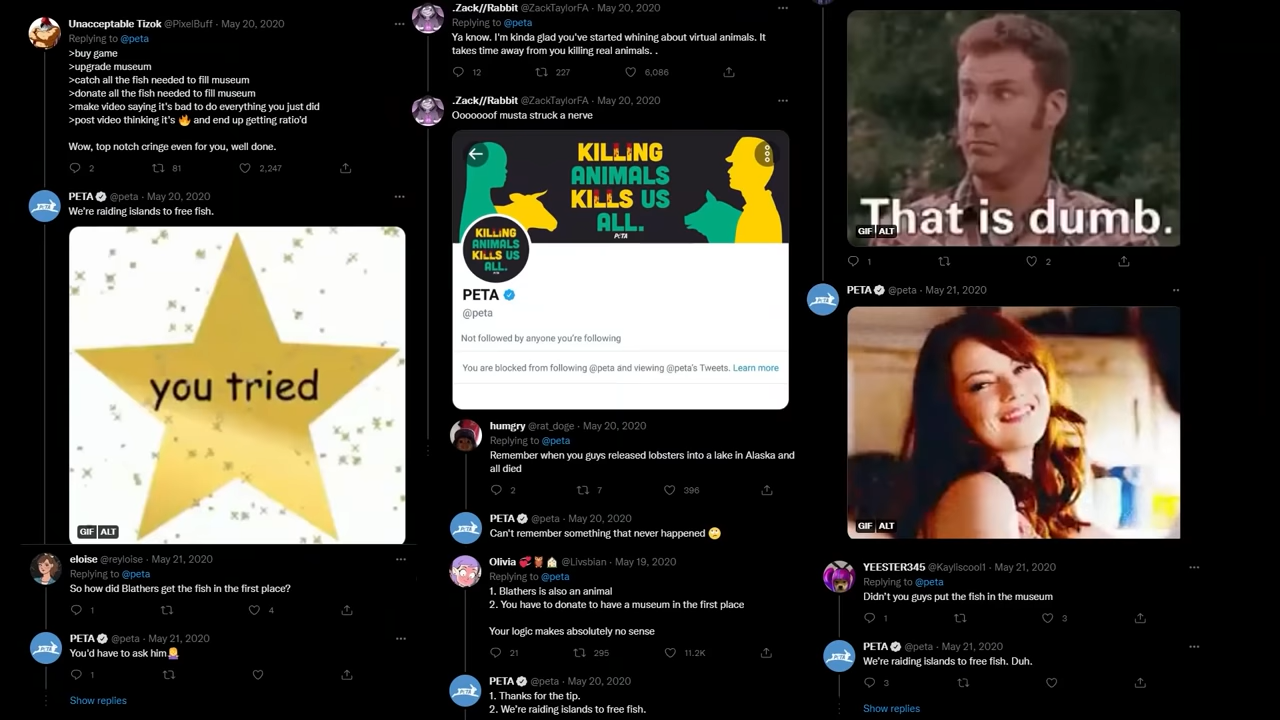 Unacceptable Tizok @PIxelBuff · May 20, 2020
Replying to @peta
>buy game
>upgrade museum
>catch all the fish needed to fill museum
>donate all the fish needed to fill museum
>make video saying it's bad to do everything you just did
>post video thinking it's 🔥 and end up getting ratio'd
Wow, top notch cringe even for you, well done.
2 81 2,247
PETA @peta · May 20, 2020
We're raiding islands to free fish.
you tried
GIF ALT
eloise @reyloise · May 21, 2020
Replying to @peta
So how did Blathers get the fish in the first place?
1 4
PETA @peta · May 21, 2020
You'd have to ask him🤷‍♀️
1
Show replies
.Zack//Rabbit @ZackTaylorFA · May 20, 2020
Replying to @peta
Ya know. I'm kinda glad you've started whining about virtual animals. It
takes time away from you killing real animals. .
12 227 6,086
.Zack//Rabbit @ZackTaylorFA · May 20, 2020
Ooooooof musta struck a nerve
KILLING
ANIMALS
KILLS US
ALL.
PETA
KILLING
ANIMALS
KILLS US
ALL.
PETA
@peta
Not followed by anyone you're following
You are blocked from following @peta and viewing @peta's Tweets. Learn more
humgry @rat_doge · May 20, 2020
Replying to @peta
Remember when you guys released lobsters into a lake in Alaska and
all died
2 7 396
PETA @peta · May 20, 2020
Can't remember something that never happened 🙄
Olivia @Livsbian · May 19, 2020
Replying to @peta
1. Blathers is also an animal
2. You have to donate to have a museum in the first place
Your logic makes absolutely no sense
21 295 11.2K
PETA @peta · May 20, 2020
1. Thanks for the tip.
2. We're raiding islands to free fish.
That is dumb.
GIF ALT
1 2
PETA @peta · May 21, 2020
GIF ALT
YEESTER345 @Kayliscool1 · May 21, 2020
Replying to @peta
Didn't you guys put the fish in the museum
1 3
PETA @peta · May 21, 2020
We're raiding islands to free fish. Duh.
3
Show replies